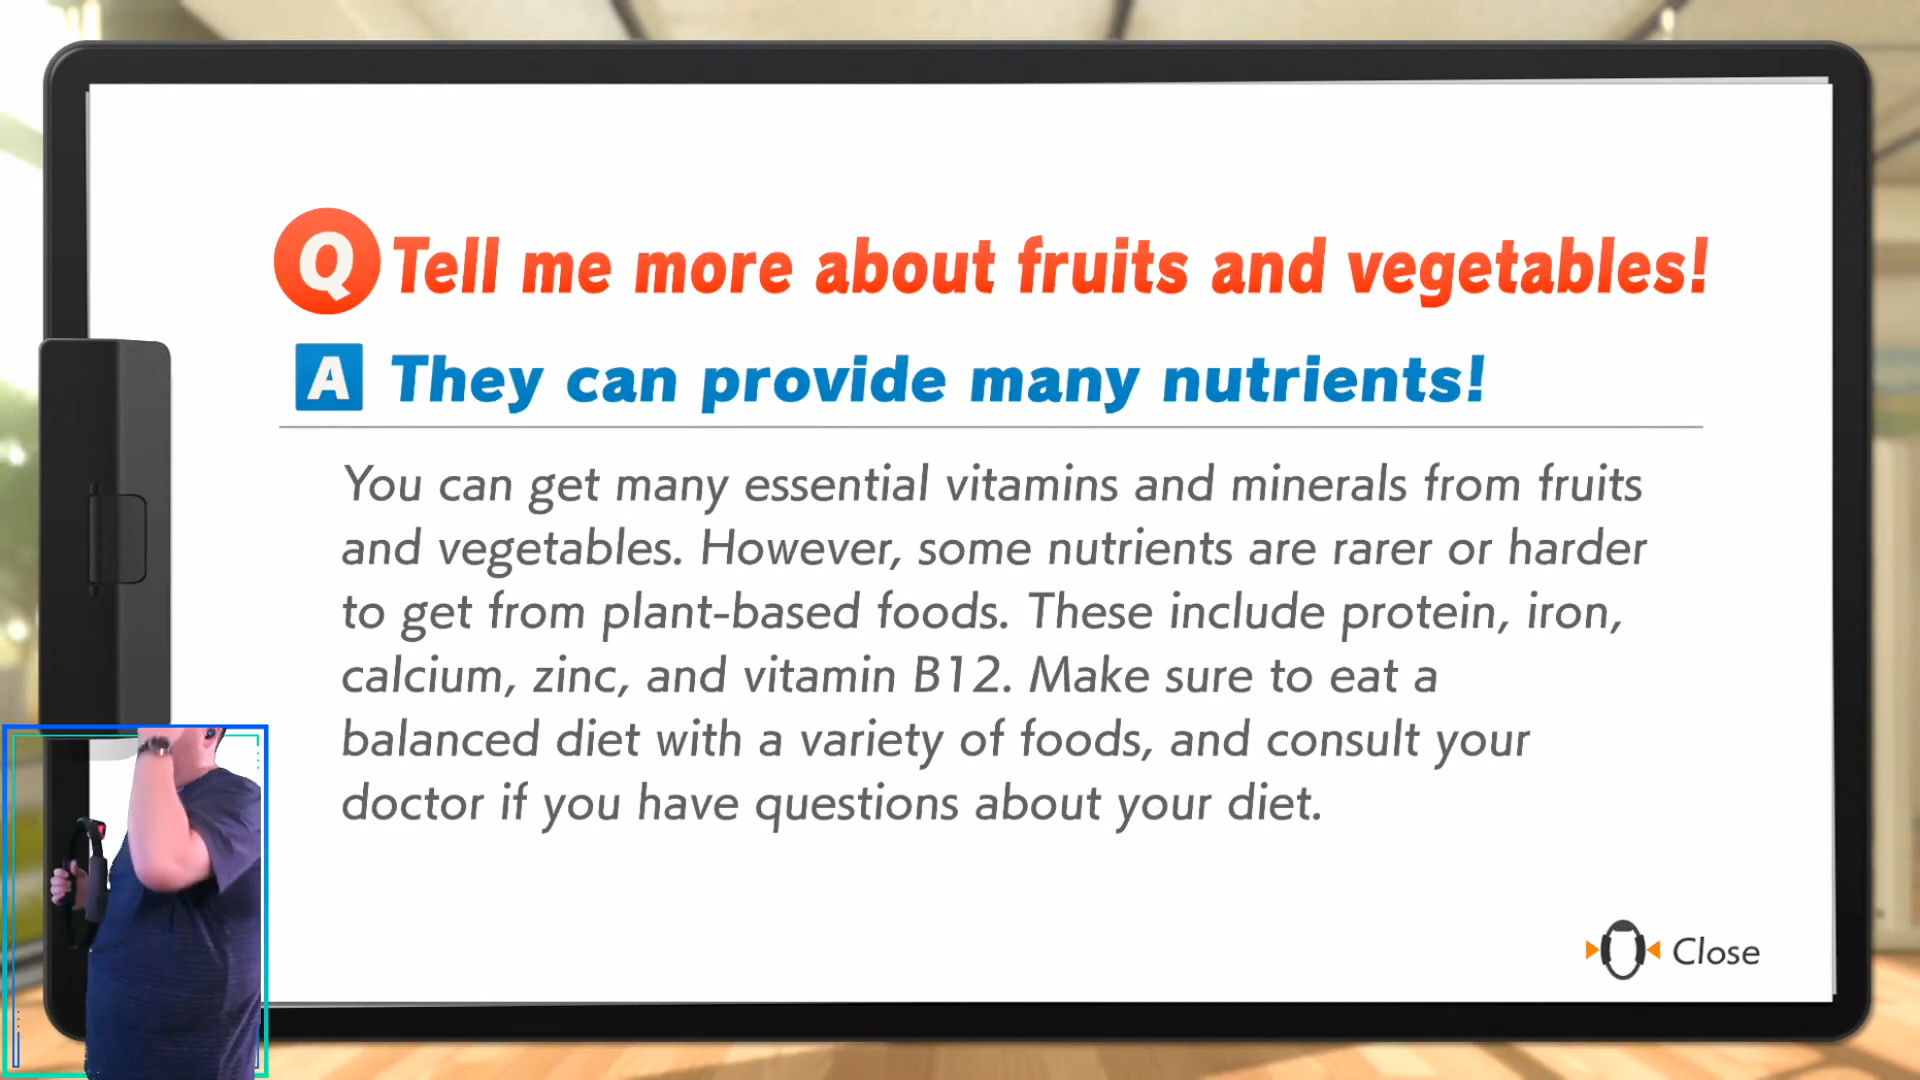 Q Tell me more about fruits and vegetables!
A They can provide many nutrients!
You can get many essential vitamins and minerals from fruits
and vegetables. However, some nutrients are rarer or harder
to get from plant-based foods. These include protein, iron,
calcium, zinc, and vitamin B12. Make sure to eat a
balanced diet with a variety of foods, and consult your
doctor if you have questions about your diet.
Close